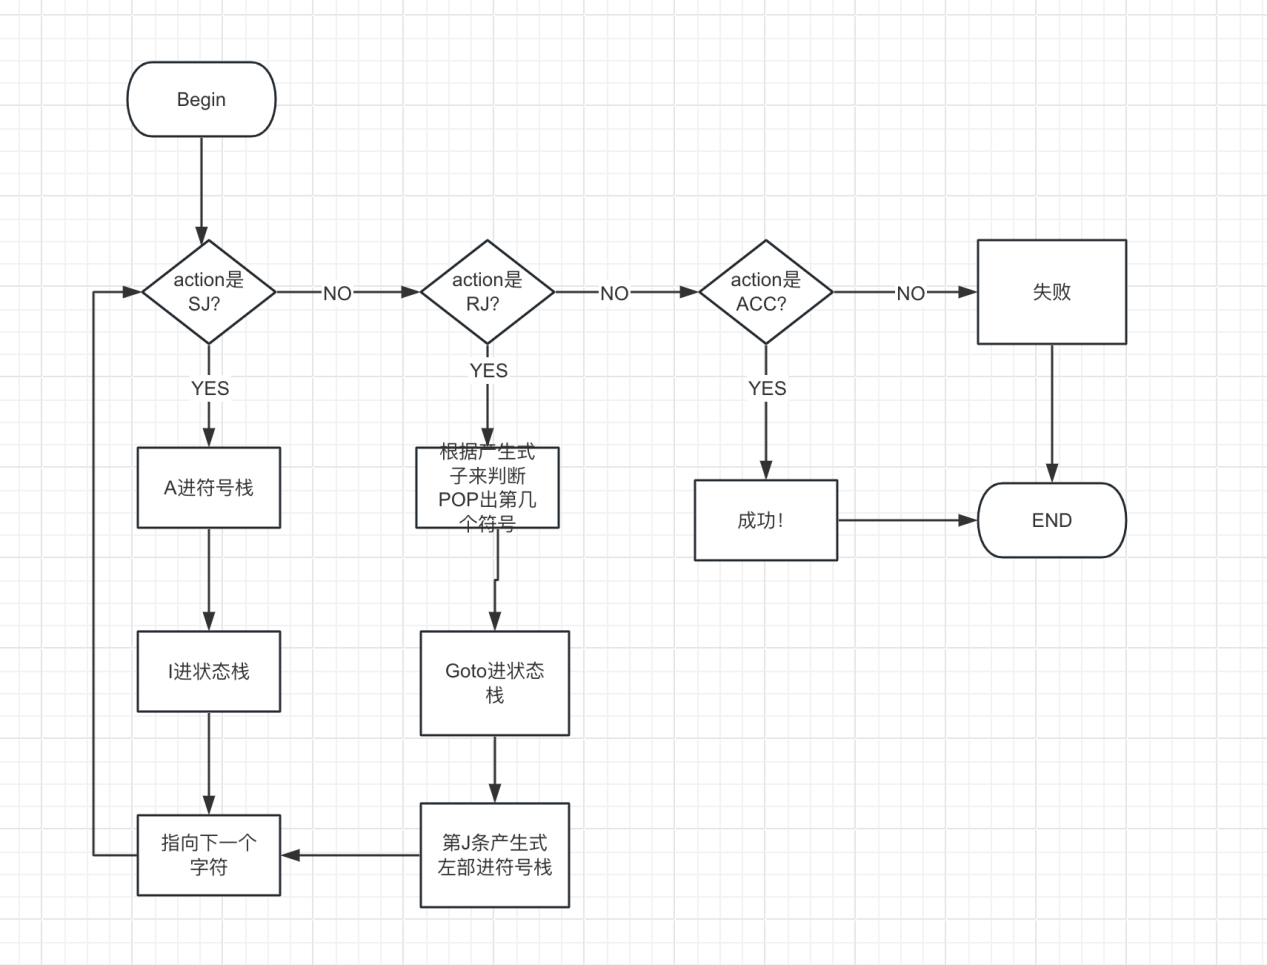 Begin
action是
SJ?
NO
action是
RJ?
NO
action是
ACC?
NO
失败
YES
YES
YES
A进符号栈
根据产生式
子来判断
POP出第几
个符号
成功!
END
I进状态栈
Goto进状态
栈
指向下一个
字符
第J条产生式
左部进符号栈